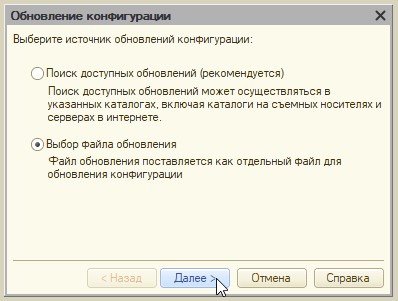 Обновление конфигурации
Выберите источник обновлений конфигурации:
Поиск доступных обновлений (рекомендуется)
Поиск доступных обновлений может осуществляться в
указанных каталогах, включая каталоги на съемных носителях и
серверах в интернете.
Выбор файла обновления
Файл обновления поставляется как отдельный файл для
обновления конфигурации
< Назад Далее > Отмена Справка